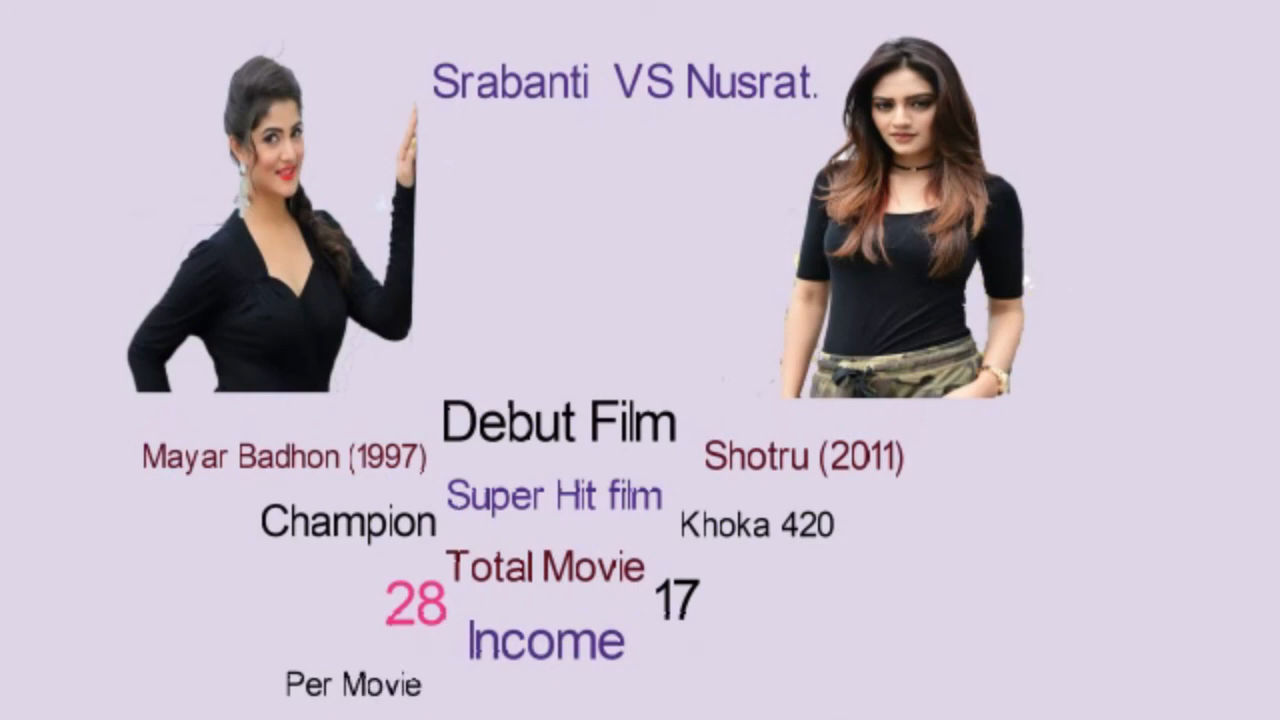 Srabanti VS Nusrat.
Debut Film
Mayar Badhon (1997)
Shotru (2011)
Super Hit film
Champion
Khoka 420
Total Movie
28
17
Income
Per Movie